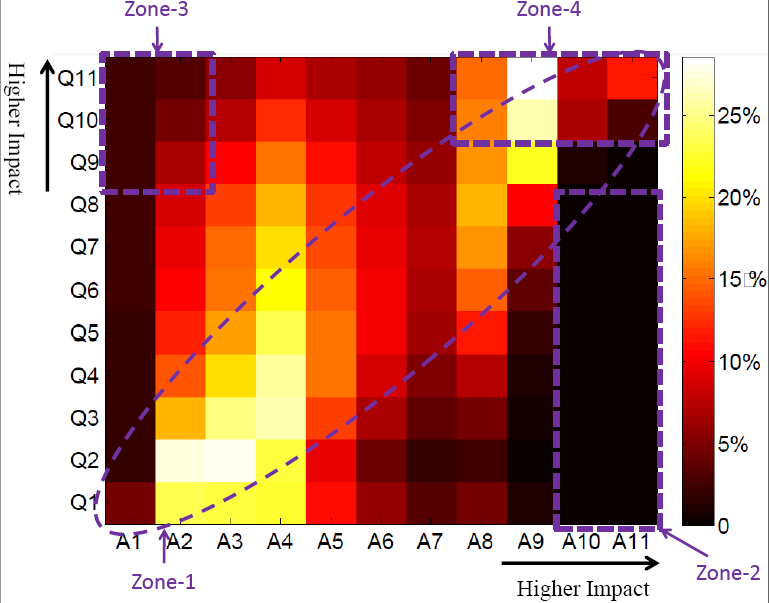 Zone-3
Zone-4
Higher Impact
Q11
Q10
Q9
Q8
Q7
Q6
Q5
Q4
Q3
Q2
Q1
25%
20%
15%
10%
5%
0
A1 A2 A3 A4 A5 A6 A7 A8 A9 A10 A11
Zone-1
Zone-2
Higher Impact